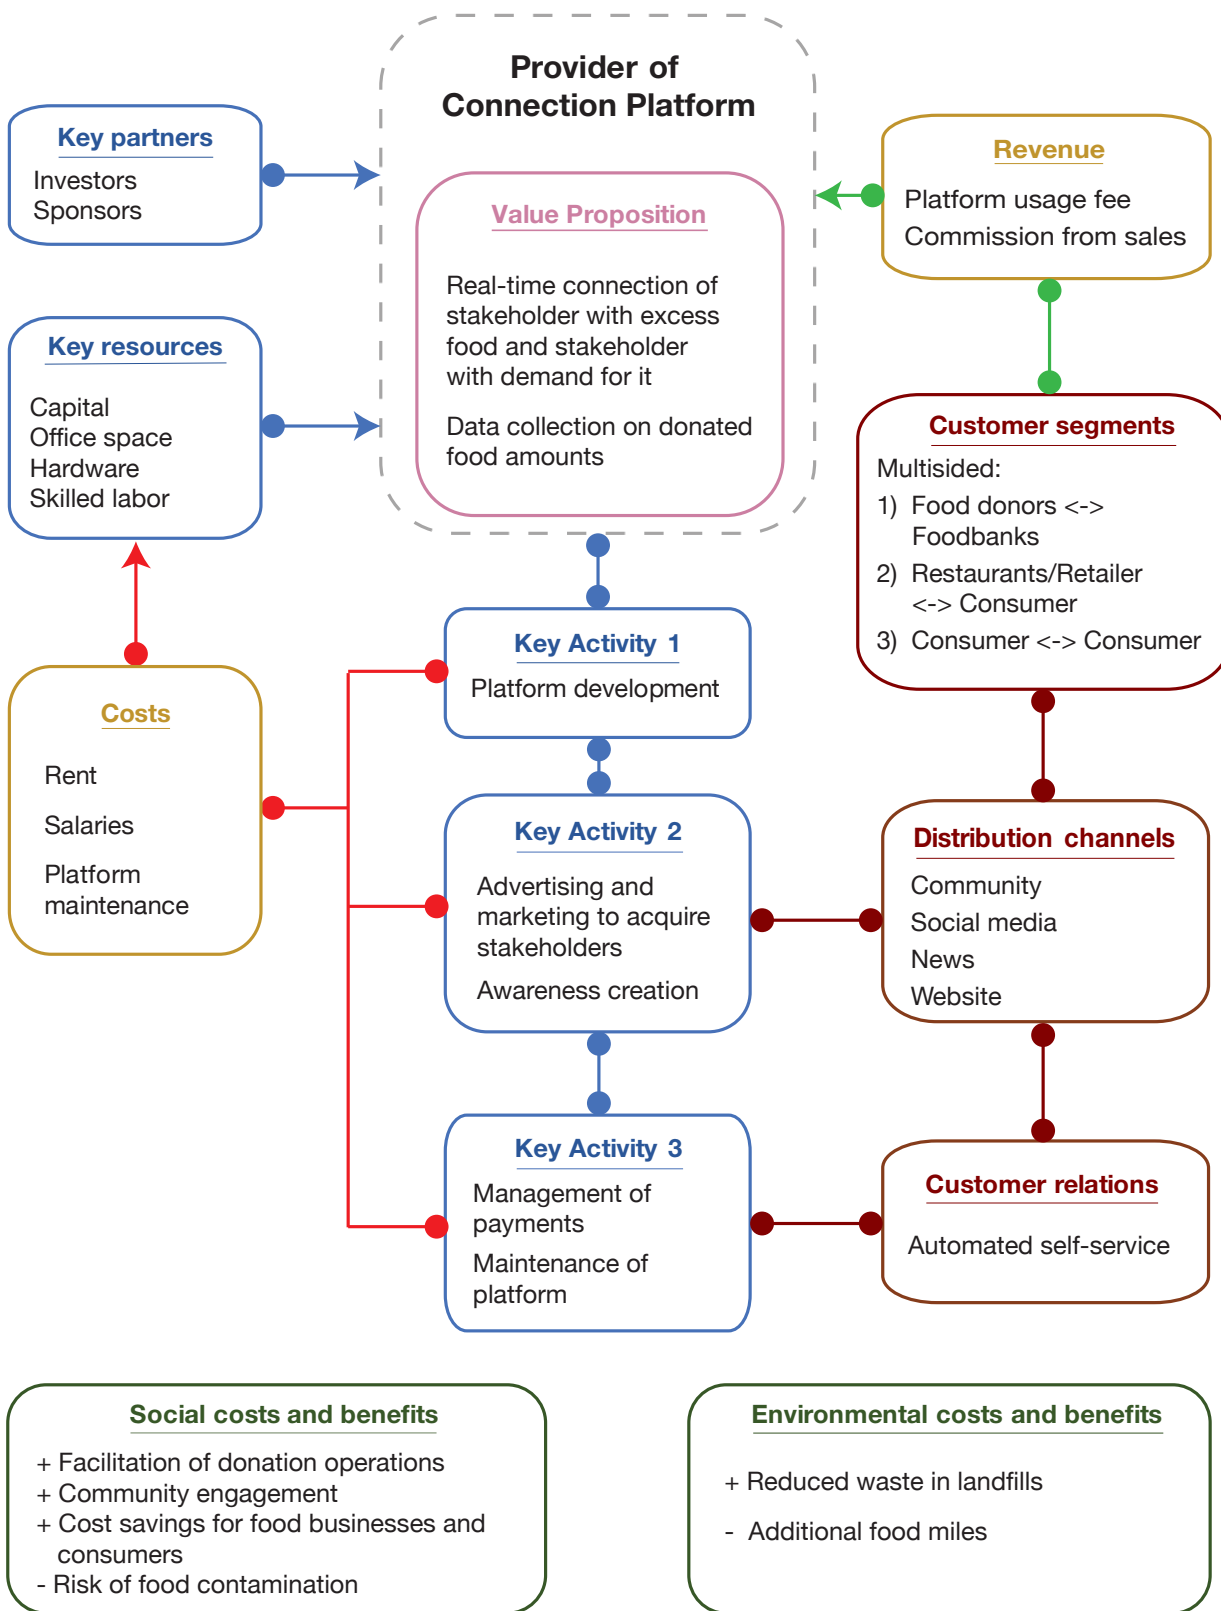 Provider of
Connection Platform
Key partners
Investors
Sponsors
Value Proposition
Real-time connection of
stakeholder with excess
food and stakeholder
with demand for it
Data collection on donated
food amounts
Revenue
Platform usage fee
Commission from sales
Key resources
Capital
Office space
Hardware
Skilled labor
Customer segments
Multisided:
1) Food donors <->
Foodbanks
2) Restaurants/Retailer
<-> Consumer
3) Consumer <-> Consumer
Key Activity 1
Platform development
Costs
Rent
Salaries
Platform
maintenance
Key Activity 2
Advertising and
marketing to acquire
stakeholders
Awareness creation
Distribution channels
Community
Social media
News
Website
Key Activity 3
Management of
payments
Maintenance of
platform
Customer relations
Automated self-service
Social costs and benefits
+ Facilitation of donation operations
+ Community engagement
+ Cost savings for food businesses and
consumers
- Risk of food contamination
Environmental costs and benefits
+ Reduced waste in landfills
- Additional food miles